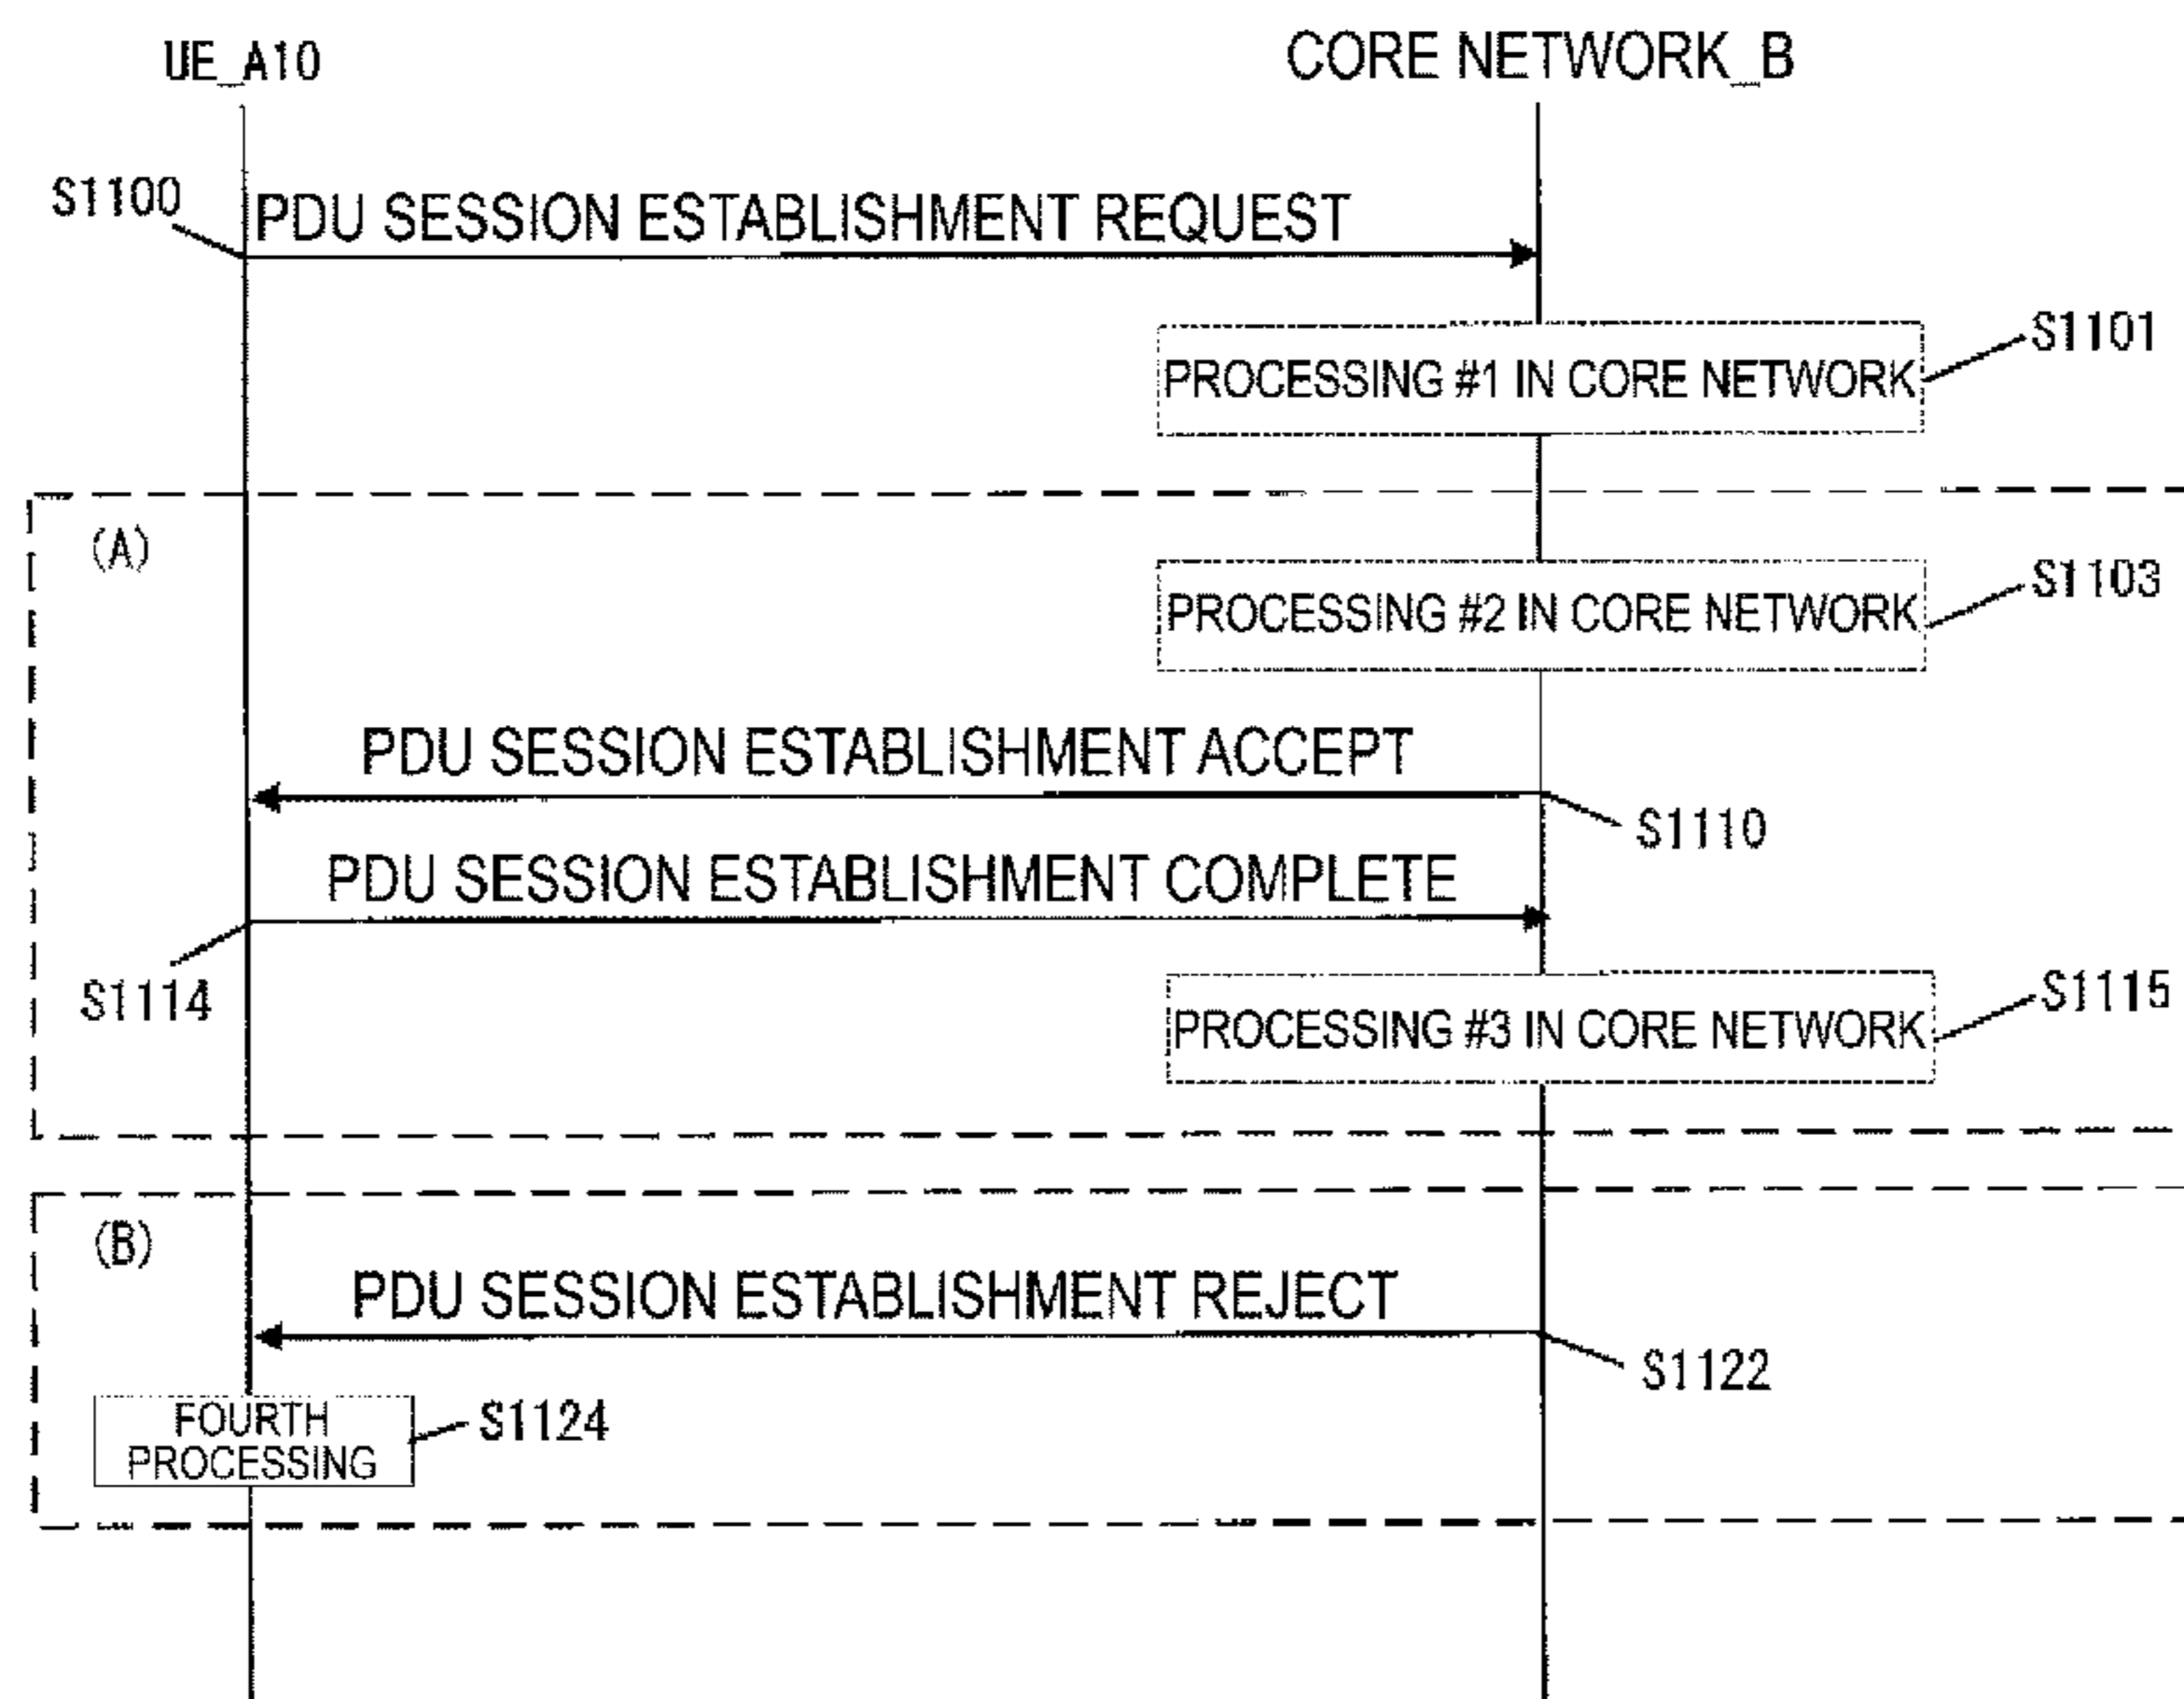 UE_A10
CORE NETWORK_B
S1100
PDU SESSION ESTABLISHMENT REQUEST
S1101
PROCESSING #1 IN CORE NETWORK
(A)
S1103
PROCESSING #2 IN CORE NETWORK
PDU SESSION ESTABLISHMENT ACCEPT
S1110
PDU SESSION ESTABLISHMENT COMPLETE
S1114
S1115
PROCESSING #3 IN CORE NETWORK
(B)
PDU SESSION ESTABLISHMENT REJECT
S1122
FOURTH
PROCESSING
S1124